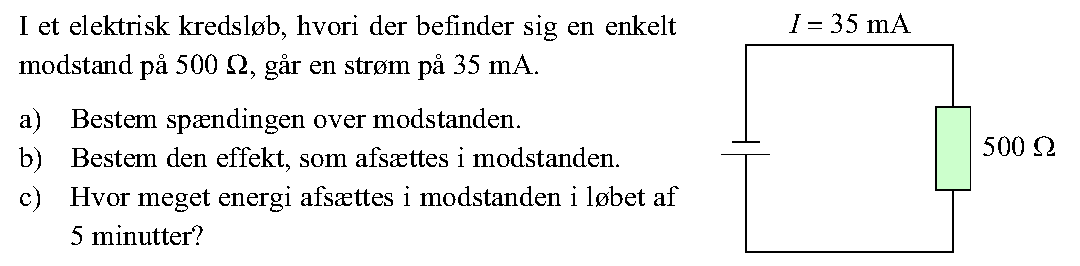 I et elektrisk kredsløb, hvori der befinder sig en enkelt
modstand på 500 Ω, går en strøm på 35 mA.
a) Bestem spændingen over modstanden.
b) Bestem den effekt, som afsættes i modstanden.
c) Hvor meget energi afsættes i modstanden i løbet af
5 minutter?
I = 35 mA
500 Ω